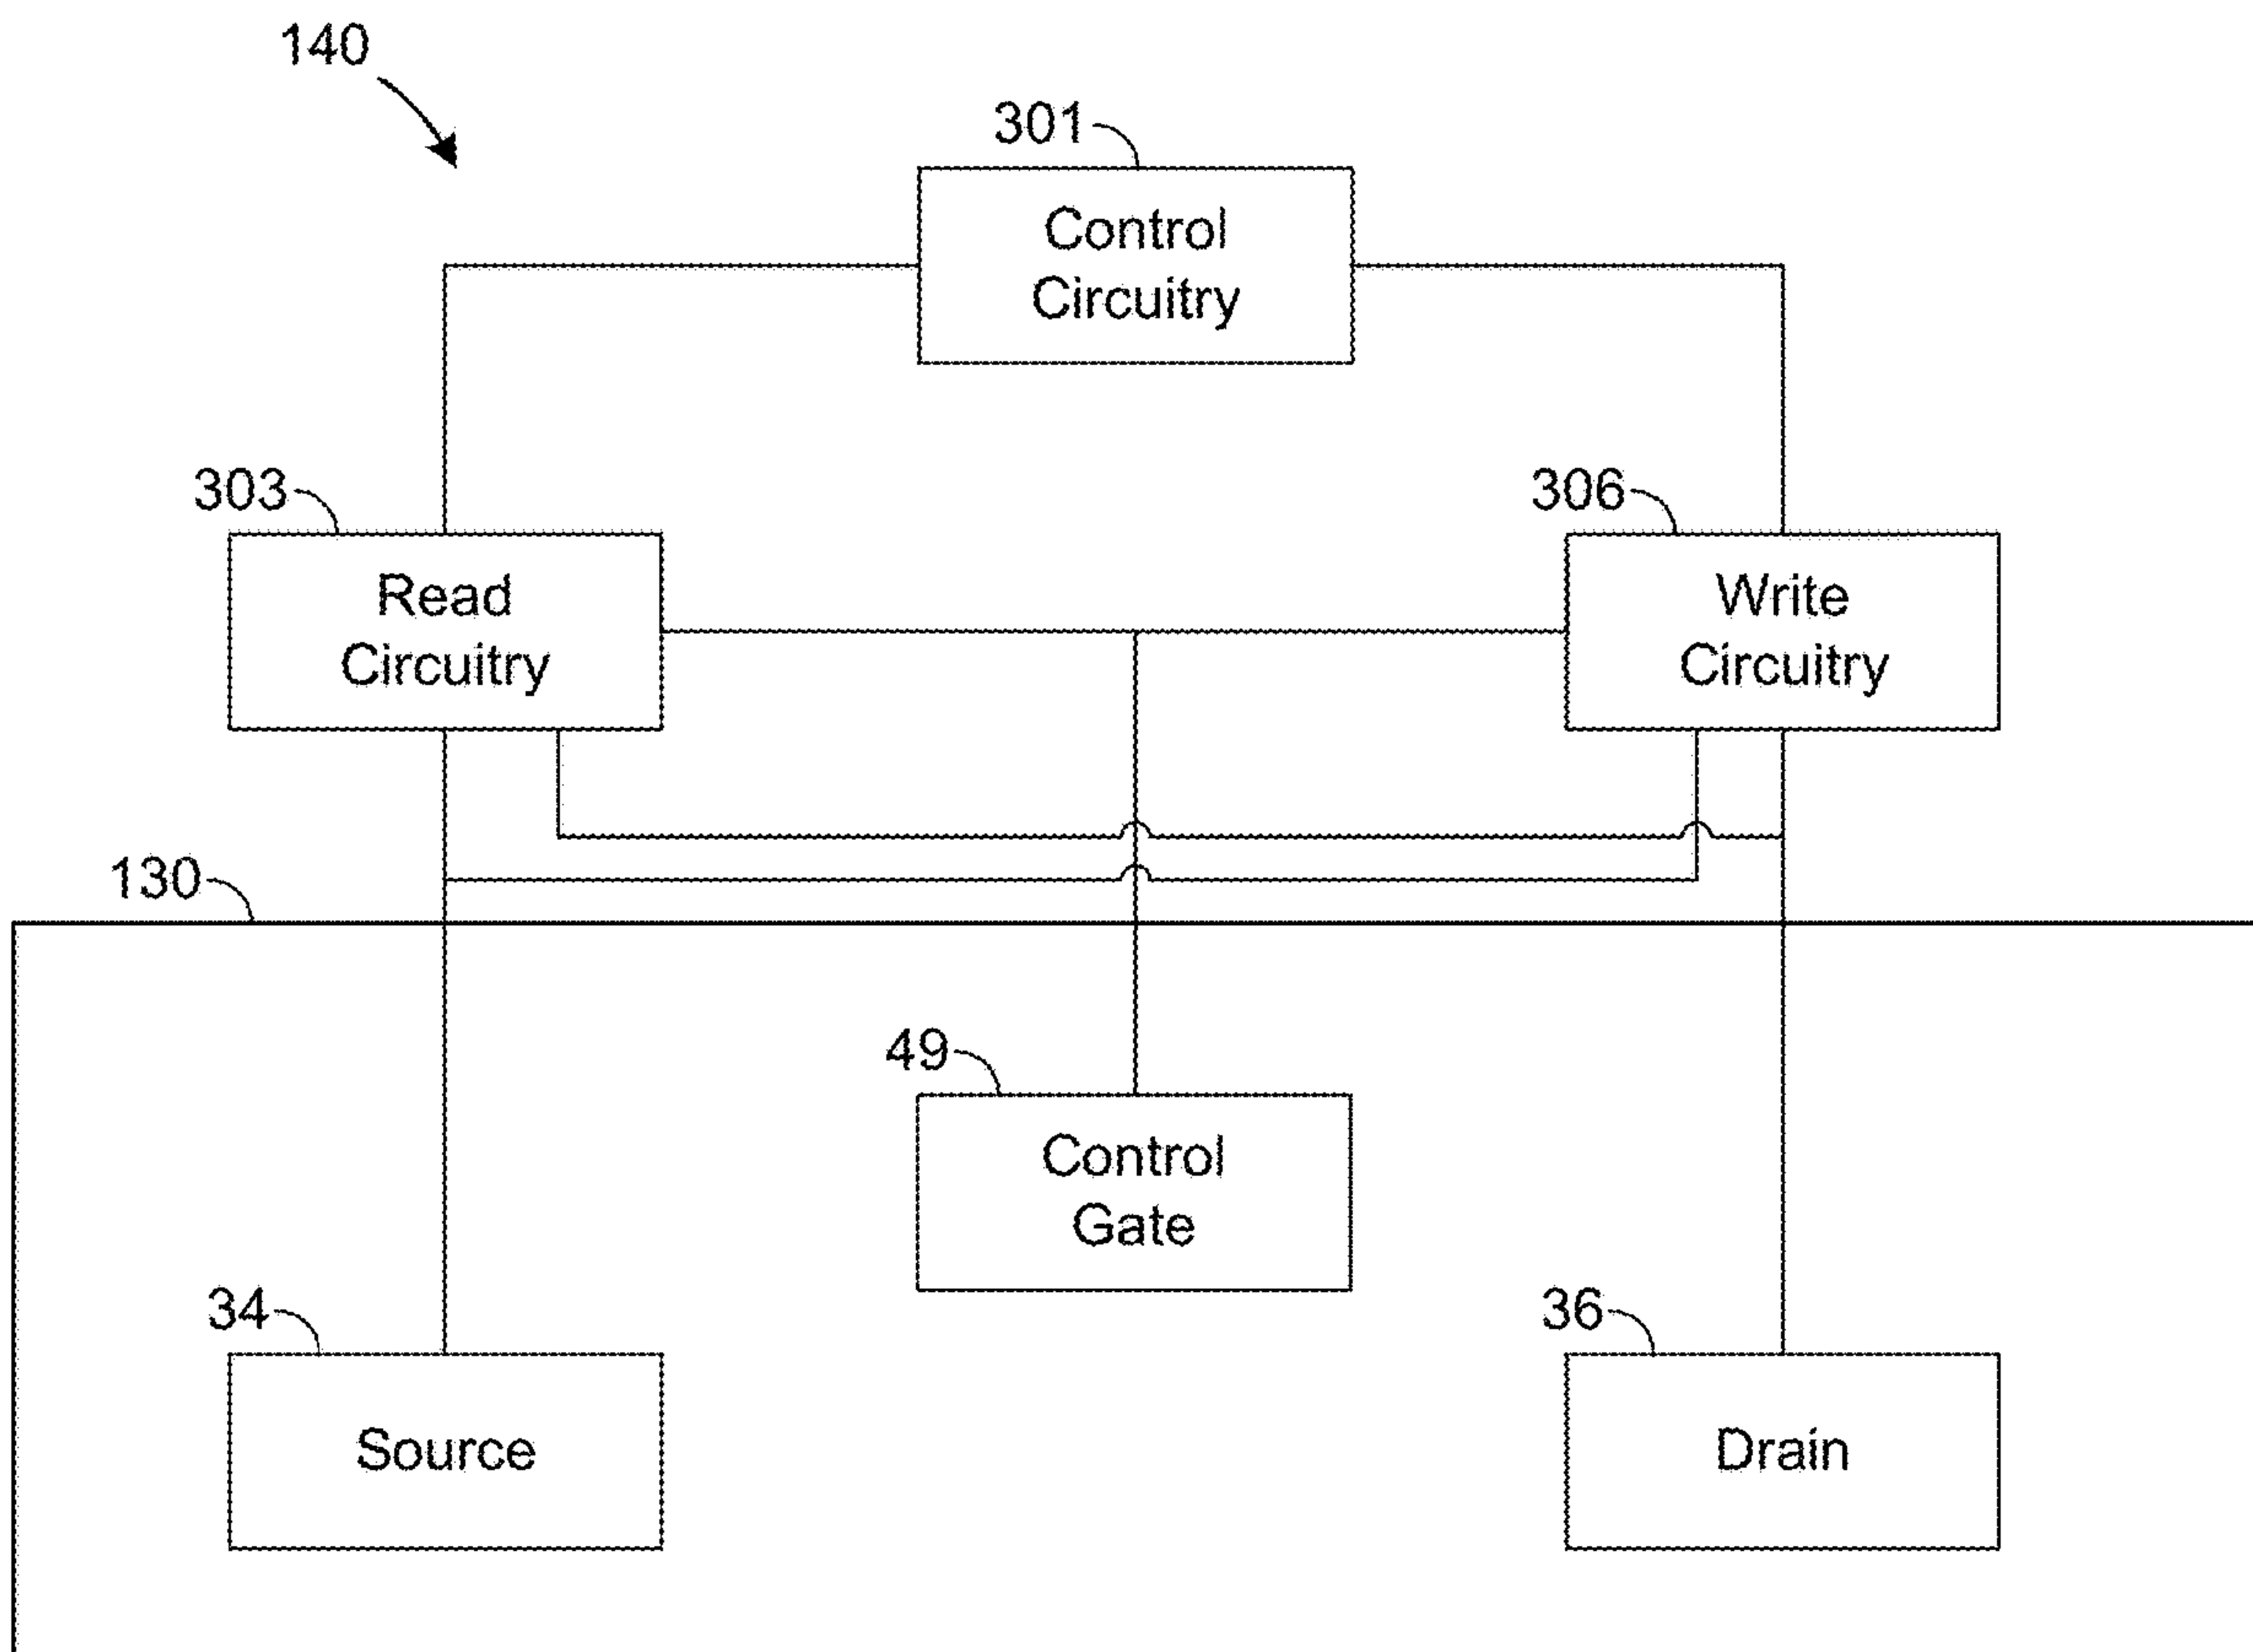 140
301
Control
Circuitry
303
306
Read
Circuitry
Write
Circuitry
130
49
Control
Gate
34
36
Source
Drain